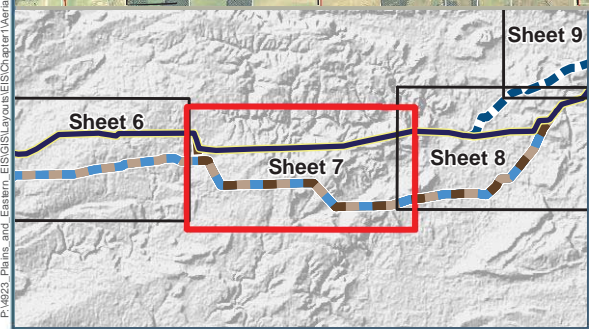 Sheet 9
Sheet 6
Sheet 7
Sheet 8
P:\4923_Plains_and_Eastern_EIS\GIS\Layouts\EIS\Chapter1\Aeria